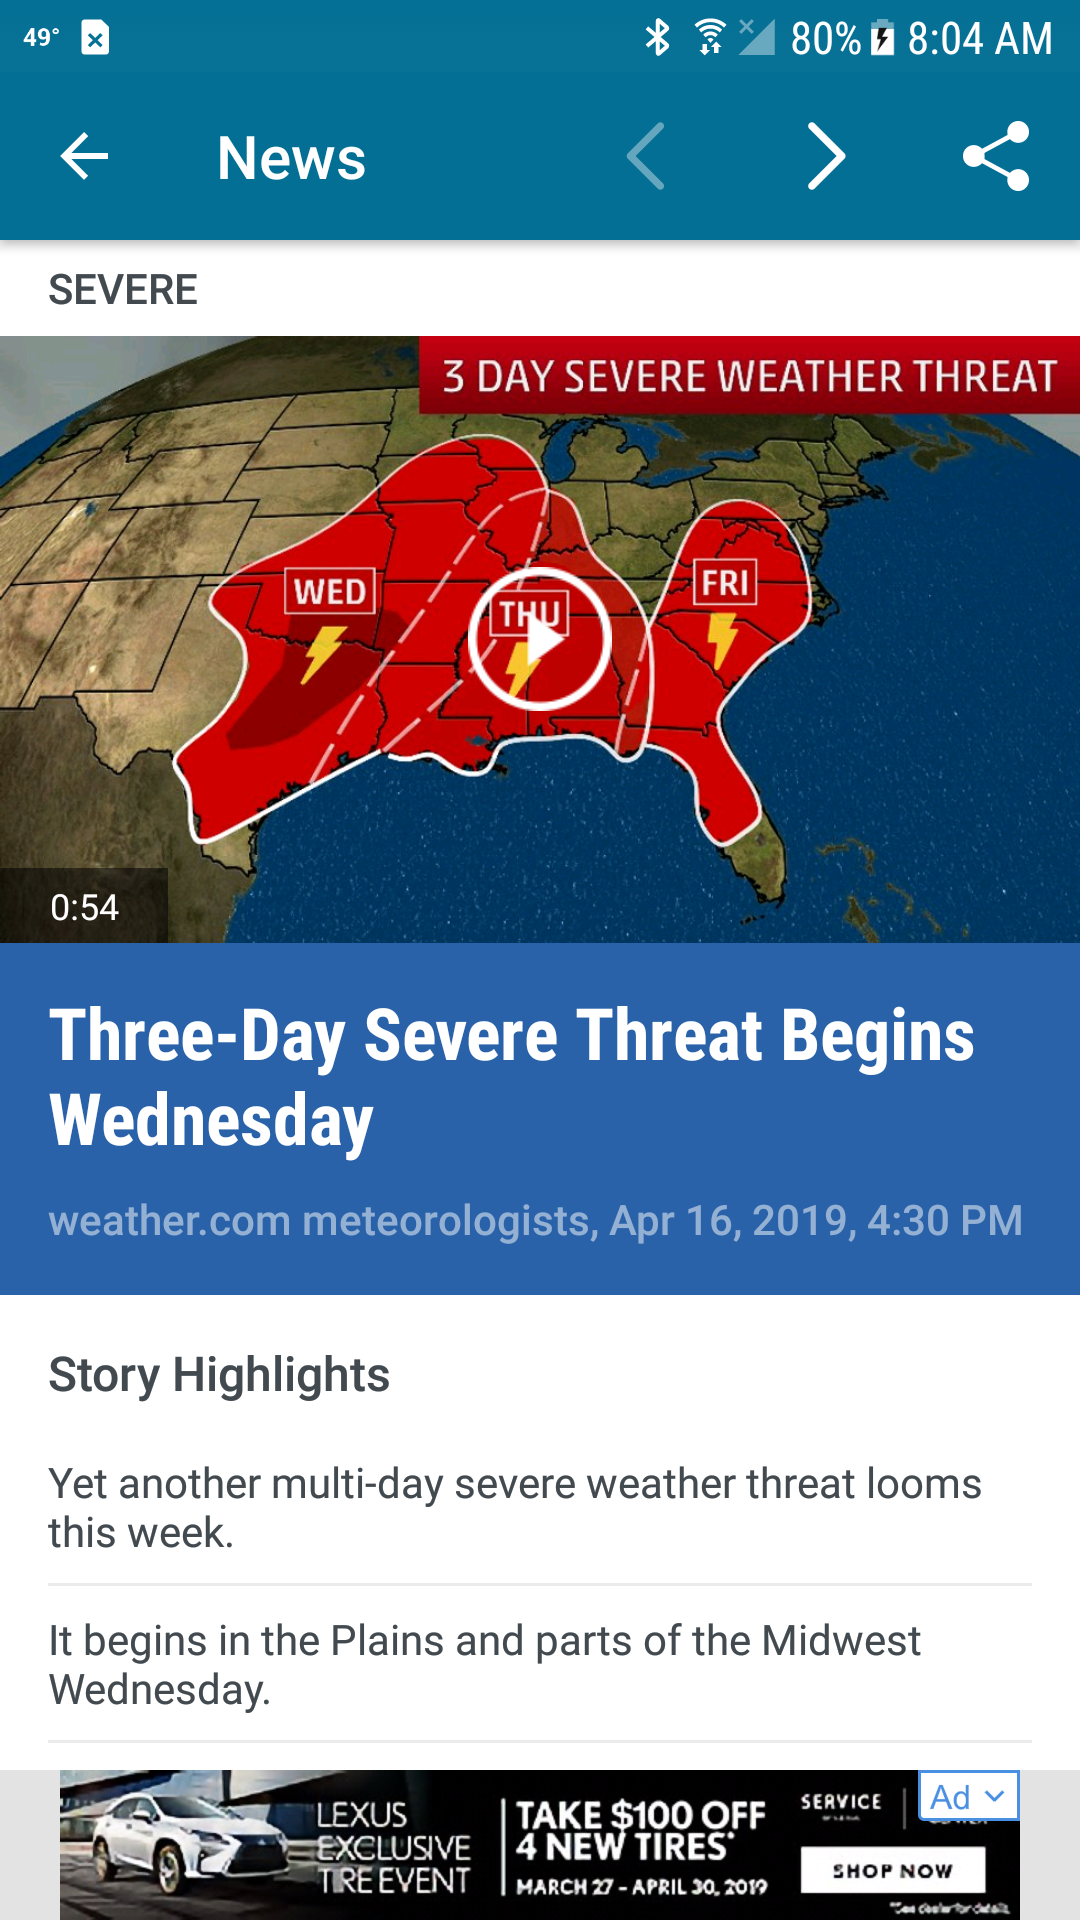 49°
80%
8:04 AM
News
SEVERE
3 DAY SEVERE WEATHER THREAT
WED
THU
FRI
0:54
Three-Day Severe Threat Begins
Wednesday
weather.com meteorologists, Apr 16, 2019, 4:30 PM
Story Highlights
Yet another multi-day severe weather threat looms
this week.
It begins in the Plains and parts of the Midwest
Wednesday.
LEXUS
EXCLUSIVE
TIRE EVENT
TAKE $100 OFF
4 NEW TIRES*
MARCH 27 - APRIL 30, 2019
SERVICE
Ad
SHOP NOW
*See dealer for details.